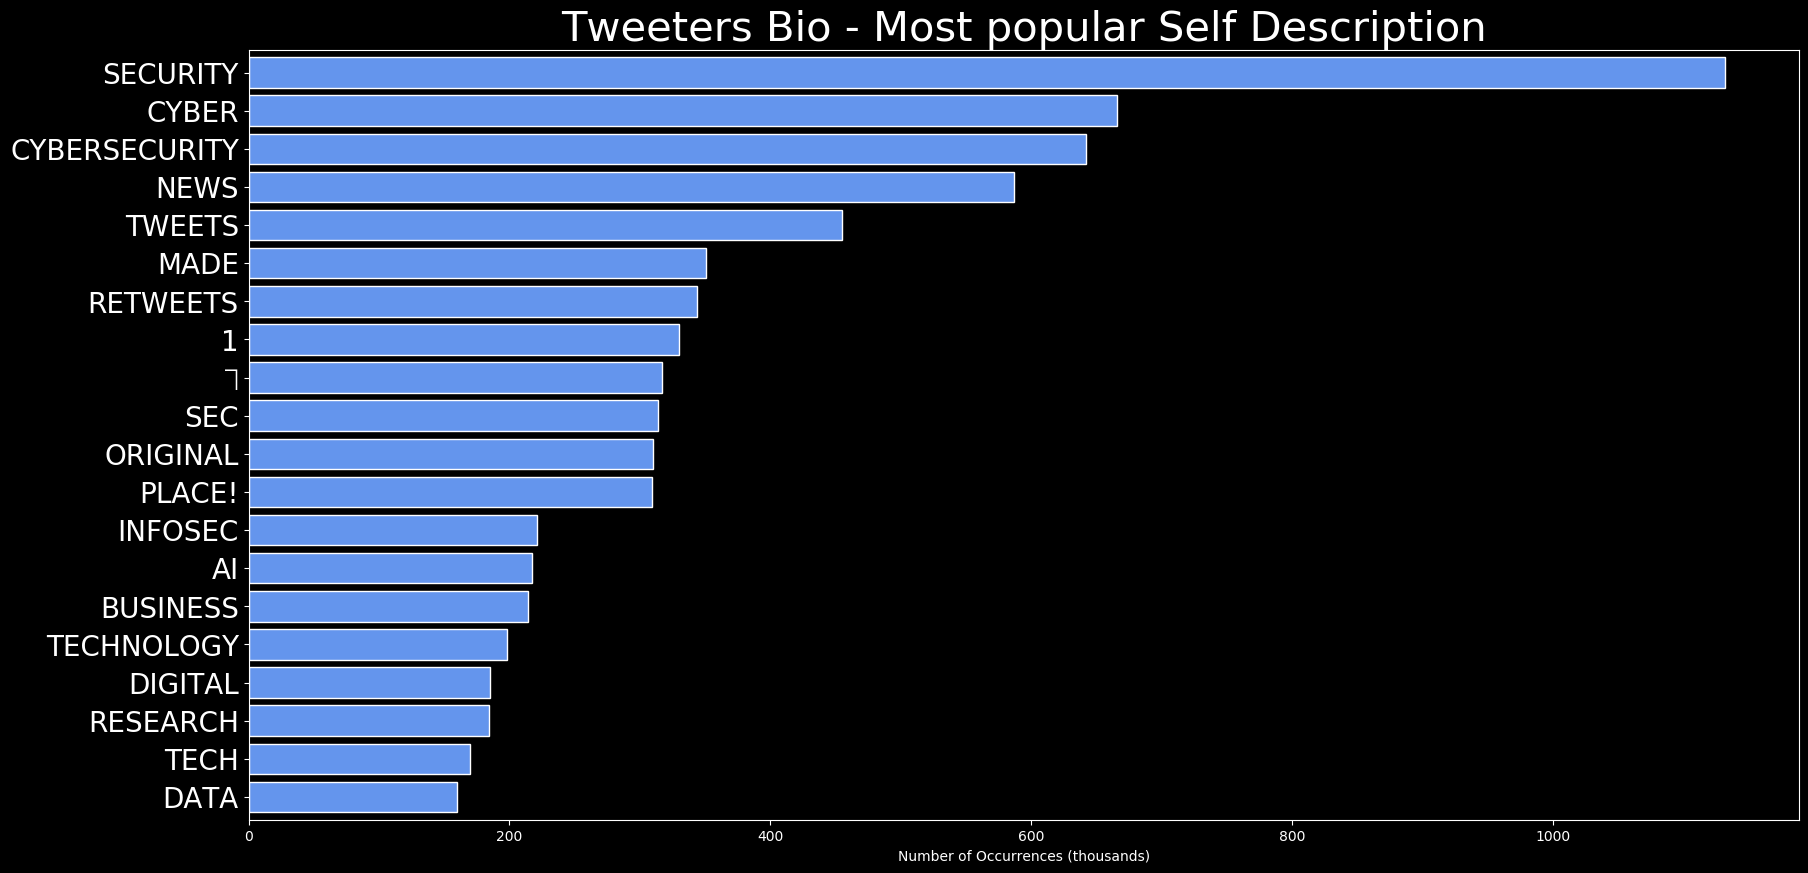 Tweeters Bio - Most popular Self Description
SECURITY
CYBER
CYBERSECURITY
NEWS
TWEETS
MADE
RETWEETS
1
SEC
ORIGINAL
PLACE!
INFOSEC
AI
BUSINESS
TECHNOLOGY
DIGITAL
RESEARCH
TECH
DATA
0 200 400 600 800 1000
Number of Occurrences (thousands)